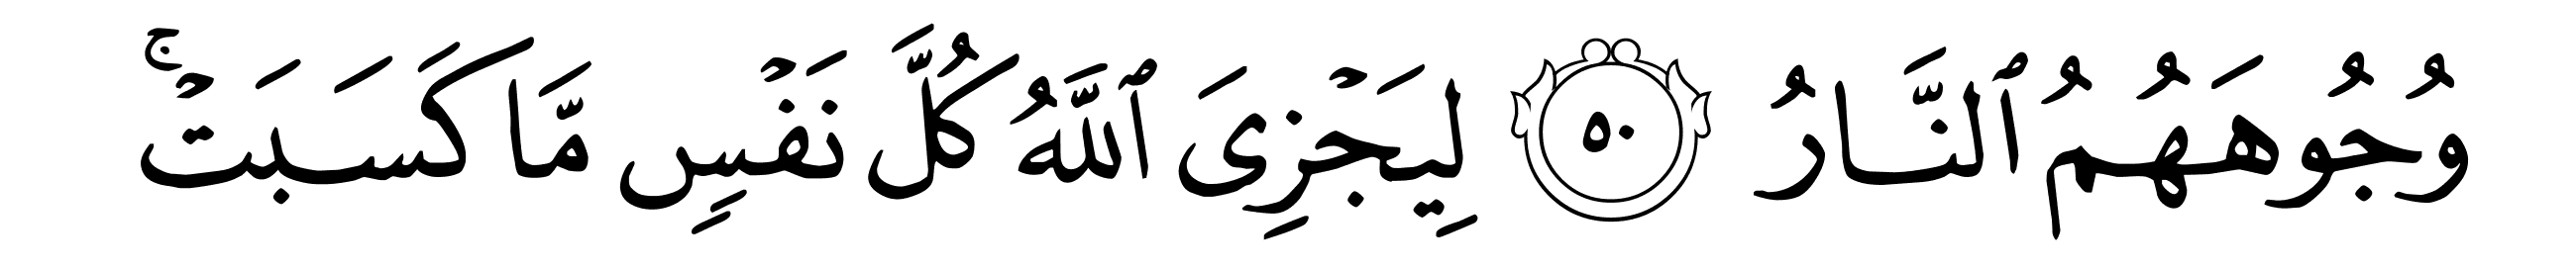 وُجُوهَهُمُ ٱلنَّارُ ٥٠ لِيَجْزِىَ ٱللَّهُ كُلَّ نَفْسٍ مَّا كَسَبَتْ ۚ